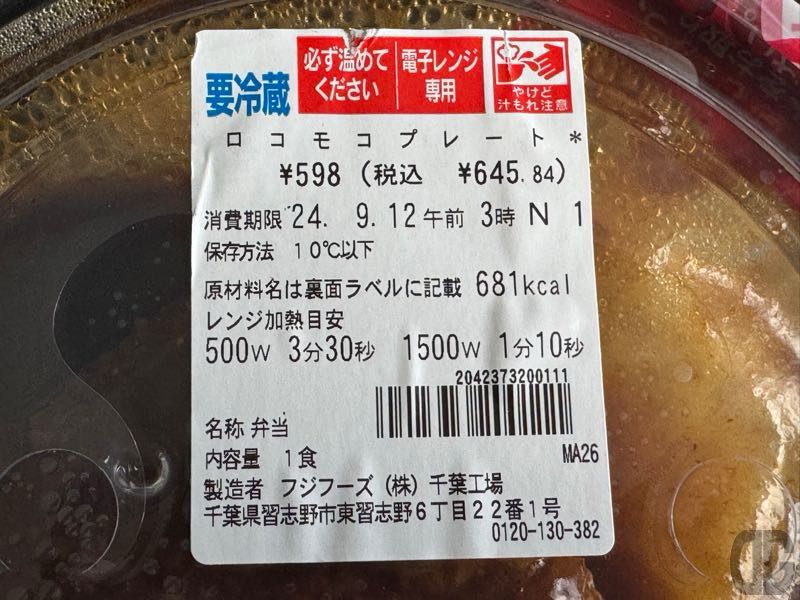 要冷蔵
必ず温めて
ください
電子レンジ
専用
やけど
汁もれ注意
ロコモコプレート*
¥598 (税込 ¥645.84)
消費期限 '24. 9.12午前 3時 N 1
保存方法 10℃以下
原材料名は裏面ラベルに記載 681kcal
レンジ加熱目安
500W 3分30秒 1500W 1分10秒
2042373200111
名称 弁当
内容量 1食
MA26
製造者 フジフーズ (株) 千葉工場
千葉県習志野市東習志野6丁目22番1号
0120-130-382